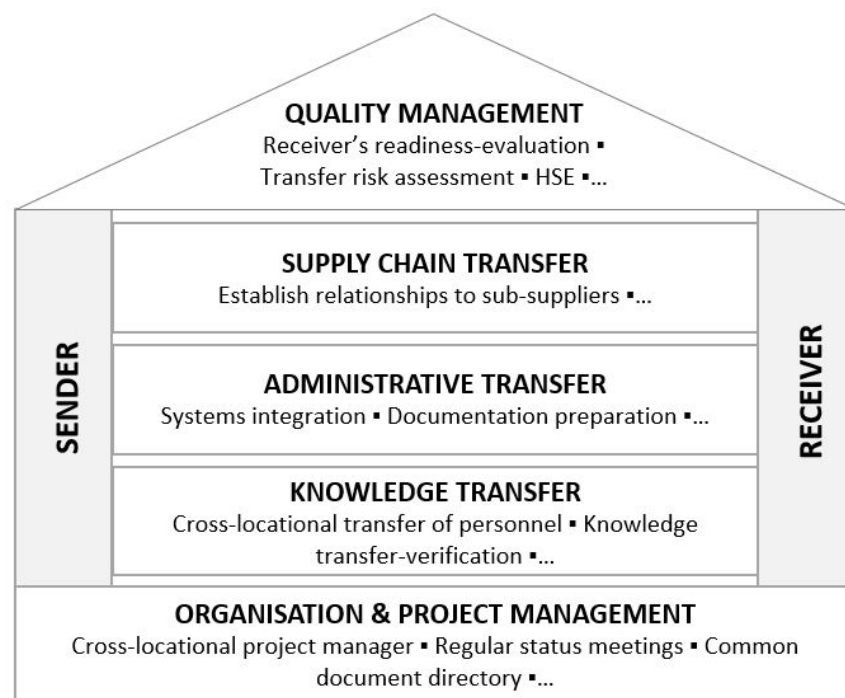 QUALITY MANAGEMENT
Receiver's readiness-evaluation ▪
Transfer risk assessment ▪ HSE ▪...
SENDER
SUPPLY CHAIN TRANSFER
Establish relationships to sub-suppliers ▪...
ADMINISTRATIVE TRANSFER
Systems integration ▪ Documentation preparation ▪...
KNOWLEDGE TRANSFER
Cross-locational transfer of personnel ▪ Knowledge
transfer-verification ▪...
RECEIVER
ORGANISATION & PROJECT MANAGEMENT
Cross-locational project manager ▪ Regular status meetings ▪ Common
document directory ▪...